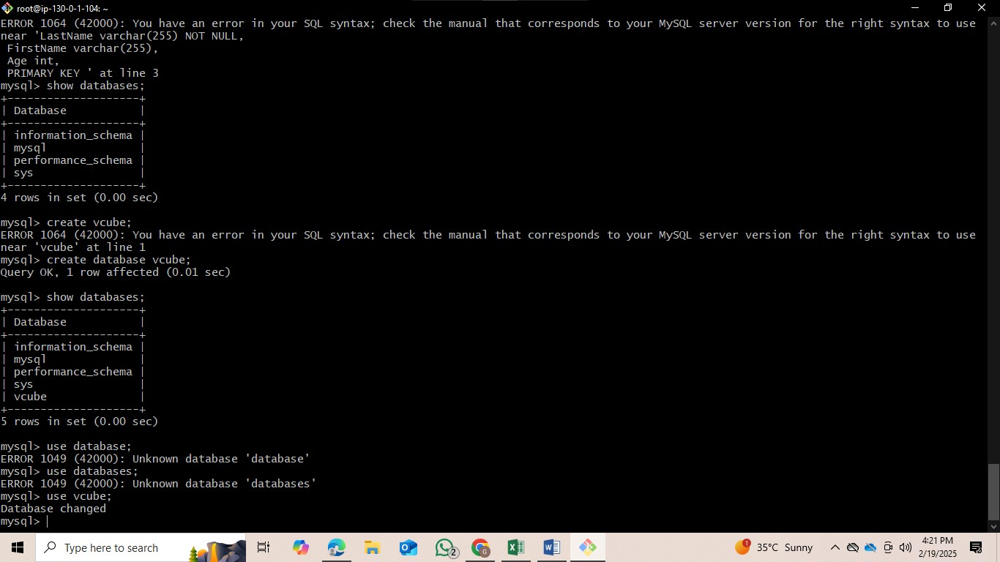 root@ip-130-0-1-104: ~
ERROR 1064 (42000): You have an error in your SQL syntax; check the manual that corresponds to your MySQL server version for the right syntax to use
near 'LastName varchar(255) NOT NULL,
 FirstName varchar(255),
 Age int,
 PRIMARY KEY ' at line 3
mysql> show databases;
+--------------------+
| Database           |
+--------------------+
| information_schema |
| mysql              |
| performance_schema |
| sys                |
+--------------------+
4 rows in set (0.00 sec)

mysql> create vcube;
ERROR 1064 (42000): You have an error in your SQL syntax; check the manual that corresponds to your MySQL server version for the right syntax to use
near 'vcube' at line 1
mysql> create database vcube;
Query OK, 1 row affected (0.01 sec)

mysql> show databases;
+--------------------+
| Database           |
+--------------------+
| information_schema |
| mysql              |
| performance_schema |
| sys                |
| vcube              |
+--------------------+
5 rows in set (0.00 sec)

mysql> use database;
ERROR 1049 (42000): Unknown database 'database'
mysql> use databases;
ERROR 1049 (42000): Unknown database 'databases'
mysql> use vcube;
Database changed
mysql>
Type here to search
2
G
1
35°C Sunny
4:21 PM
2/19/2025